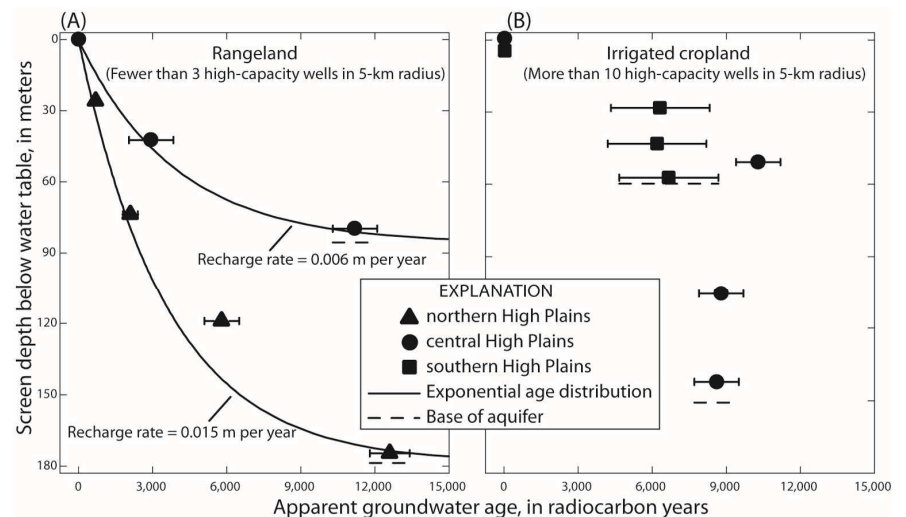 (A)
Rangeland
(Fewer than 3 high-capacity wells in 5-km radius)
(B)
Irrigated cropland
(More than 10 high-capacity wells in 5-km radius)
Screen depth below water table, in meters
0
30
60
90
120
150
180
Recharge rate = 0.006 m per year
Recharge rate = 0.015 m per year
EXPLANATION
northern High Plains
central High Plains
southern High Plains
Exponential age distribution
Base of aquifer
0 3,000 6,000 9,000 12,000 15,000
0 3,000 6,000 9,000 12,000 15,000
Apparent groundwater age, in radiocarbon years